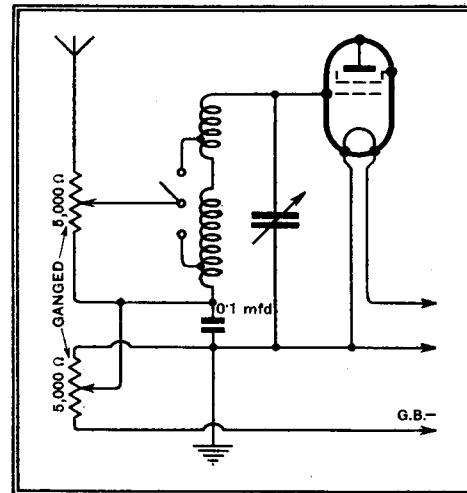 5,000 Ω
GANGED
5,000 Ω
0·1 mfd
G.B.–